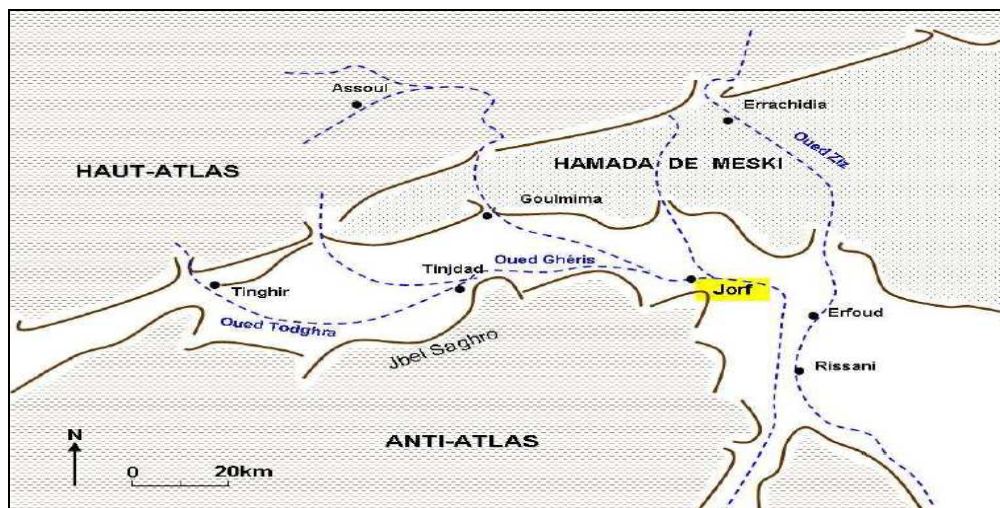 Assoul
Errachidia
Oued Ziz
HAUT-ATLAS
HAMADA DE MESKI
Goulmima
Oued Ghéris
Tinjdad
Tinghir
Jorf
Oued Todghra
Erfoud
Jbel Saghro
Rissani
ANTI-ATLAS
N
0 20km